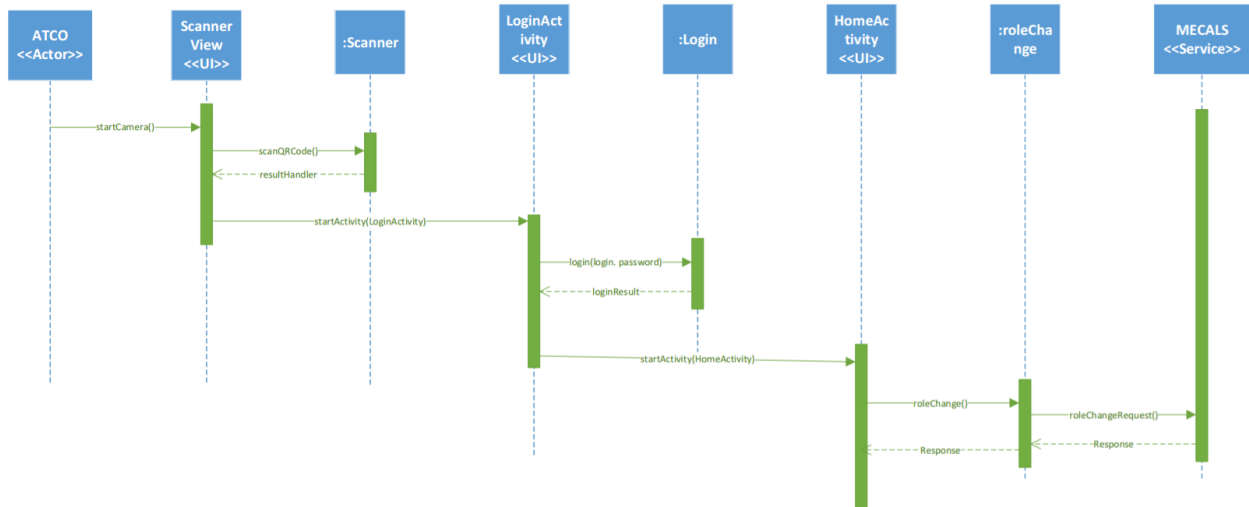 ATCO
<<Actor>>
Scanner
View
<<UI>>
:Scanner
LoginAct
ivity
<<UI>>
:Login
HomeAc
tivity
<<UI>>
:roleCha
nge
MECALS
<<Service>>
startCamera()
scanQRCode()
resultHandler
startActivity(LoginActivity)
login(login. password)
loginResult
startActivity(HomeActivity)
roleChange()
roleChangeRequest()
Response
Response